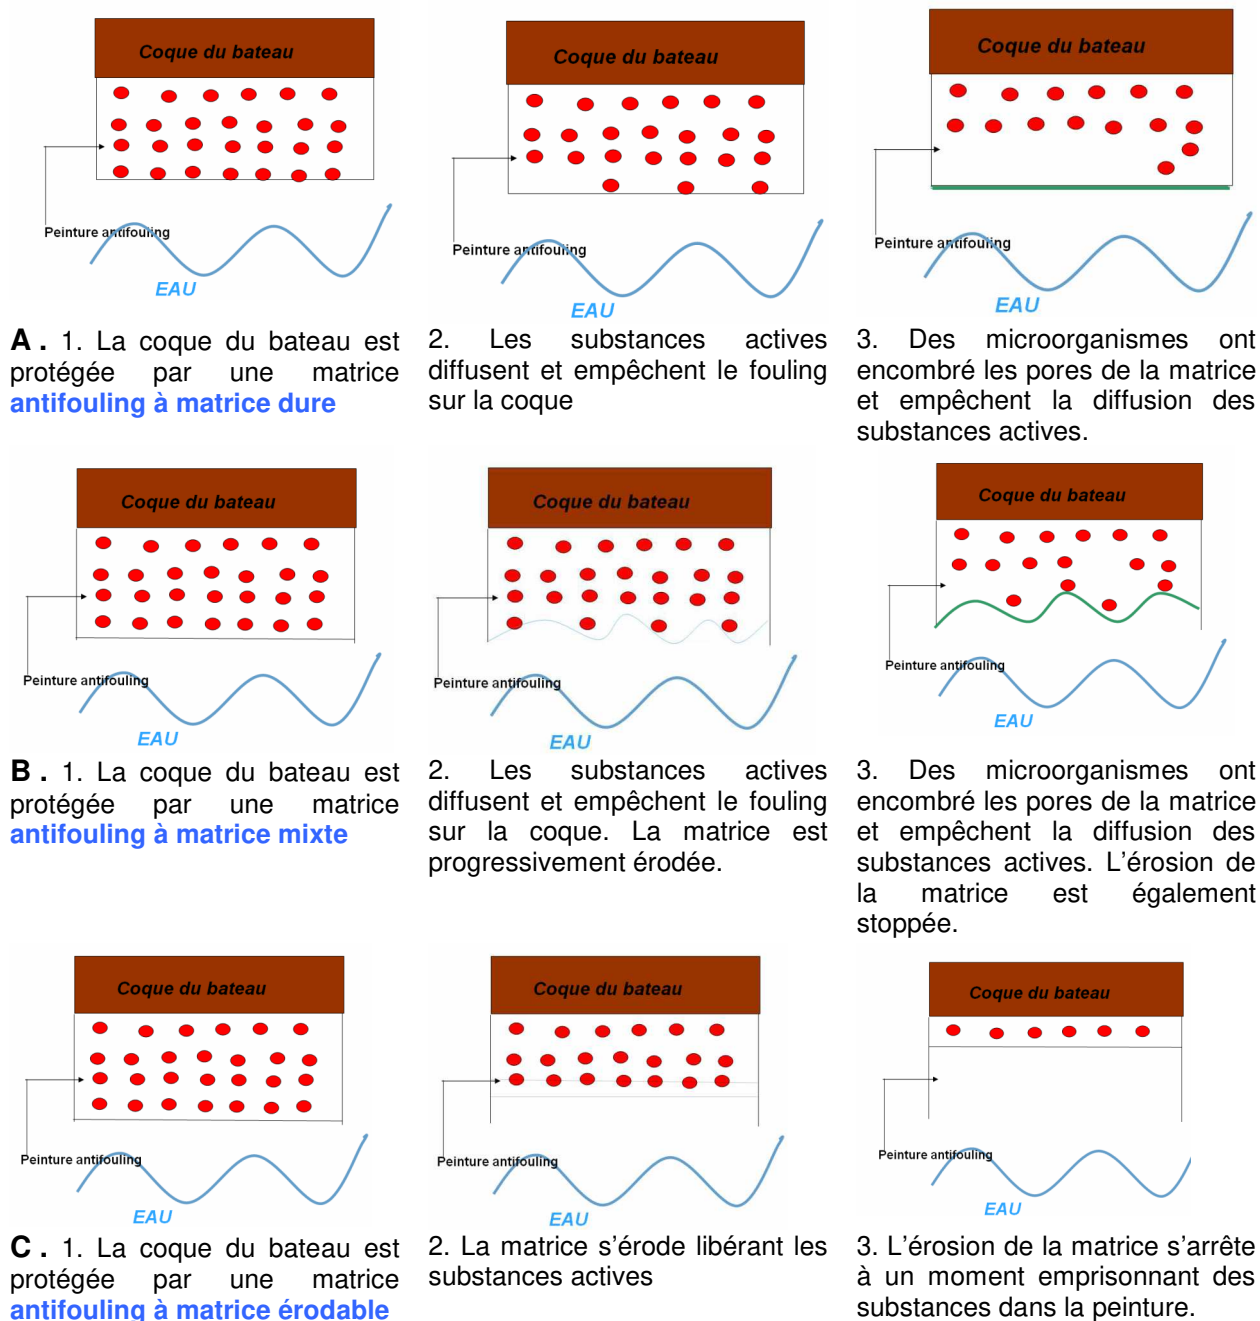 Coque du bateau
Peinture antifouling
EAU
Coque du bateau
Peinture antifouling
EAU
Coque du bateau
Peinture antifouling
EAU
A . 1. La coque du bateau est
protégée par une matrice
antifouling à matrice dure
2. Les substances actives
diffusent et empêchent le fouling
sur la coque
3. Des microorganismes ont
encombré les pores de la matrice
et empêchent la diffusion des
substances actives.
Coque du bateau
Peinture antifouling
EAU
Coque du bateau
Peinture antifouling
EAU
Coque du bateau
Peinture antifouling
EAU
B . 1. La coque du bateau est
protégée par une matrice
antifouling à matrice mixte
2. Les substances actives
diffusent et empêchent le fouling
sur la coque. La matrice est
progressivement érodée.
3. Des microorganismes ont
encombré les pores de la matrice
et empêchent la diffusion des
substances actives. L’érosion de
la matrice est également
stoppée.
Coque du bateau
Peinture antifouling
EAU
Coque du bateau
Peinture antifouling
EAU
Coque du bateau
Peinture antifouling
EAU
C . 1. La coque du bateau est
protégée par une matrice
antifouling à matrice érodable
2. La matrice s’érode libérant les
substances actives
3. L’érosion de la matrice s’arrête
à un moment emprisonnant des
substances dans la peinture.